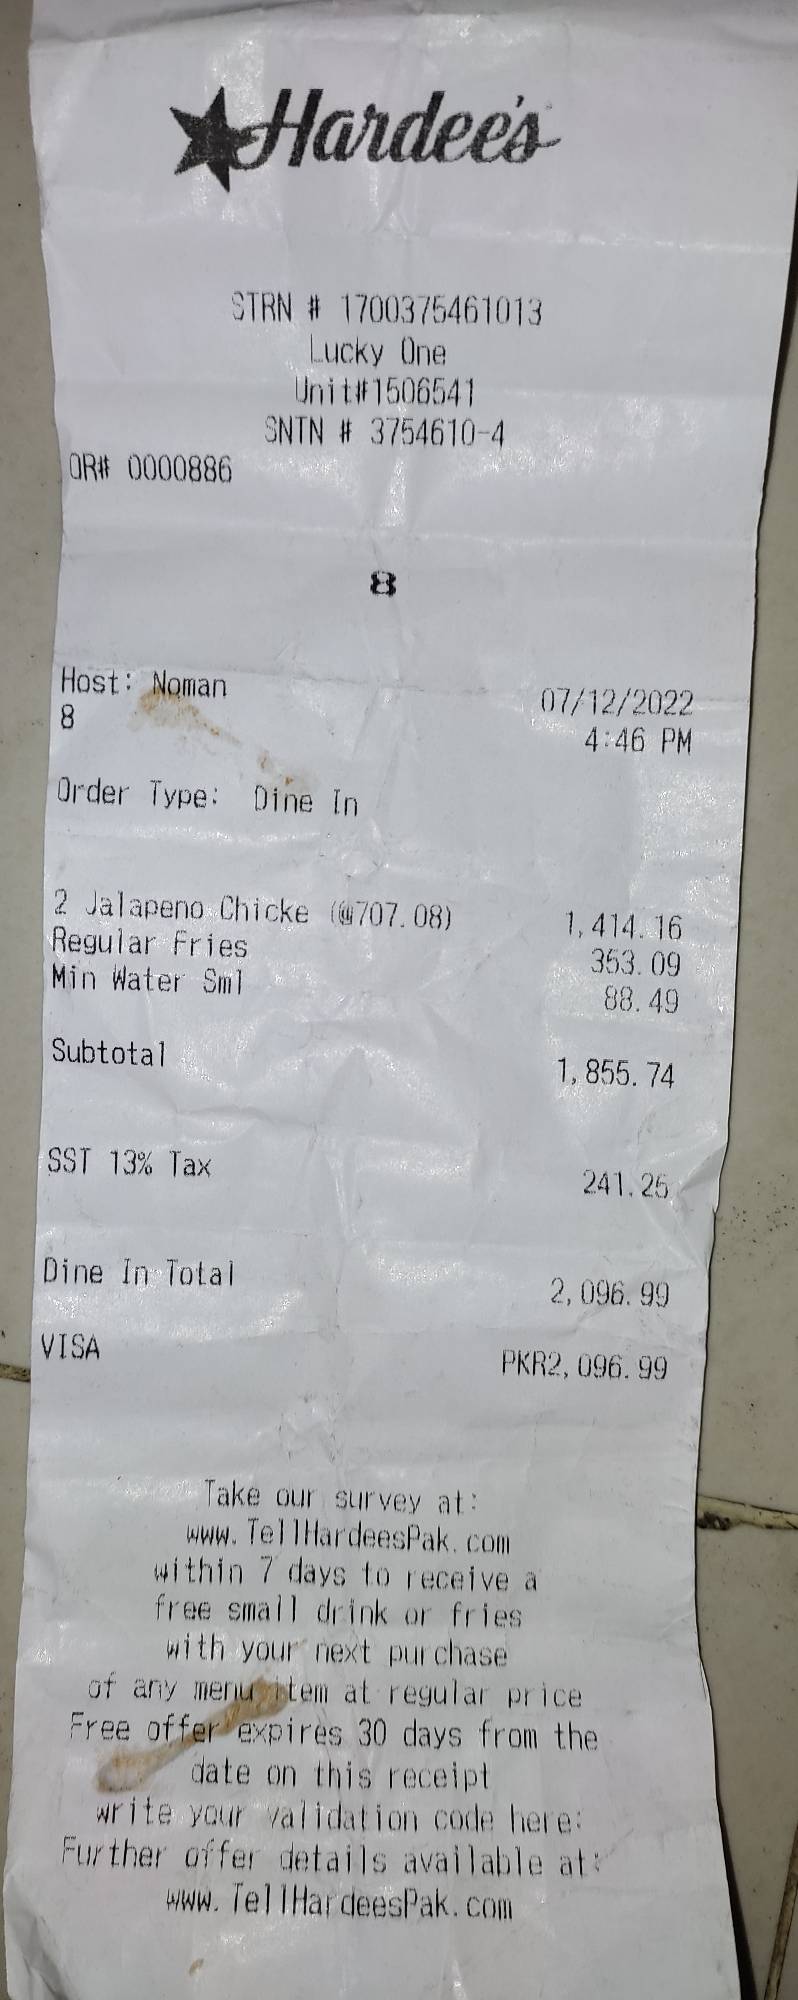 Hardee's
STRN # 1700375461013
Lucky One
Unit#1506541
SNTN # 3754610-4
OR# 0000886
8
Host: Noman 07/12/2022
8 4:46 PM
Order Type: Dine In
2 Jalapeno Chicke (@707.08) 1,414.16
Regular Fries 353.09
Min Water Sml 88.49
Subtotal 1,855.74
SST 13% Tax 241.25
Dine In Total 2,096.99
VISA PKR2,096.99
Take our survey at:
www.TellHardeesPak.com
within 7 days to receive a
free small drink or fries
with your next purchase
of any menu item at regular price
Free offer expires 30 days from the
date on this receipt
write your validation code here:
Further offer details available at:
www.TellHardeesPak.com